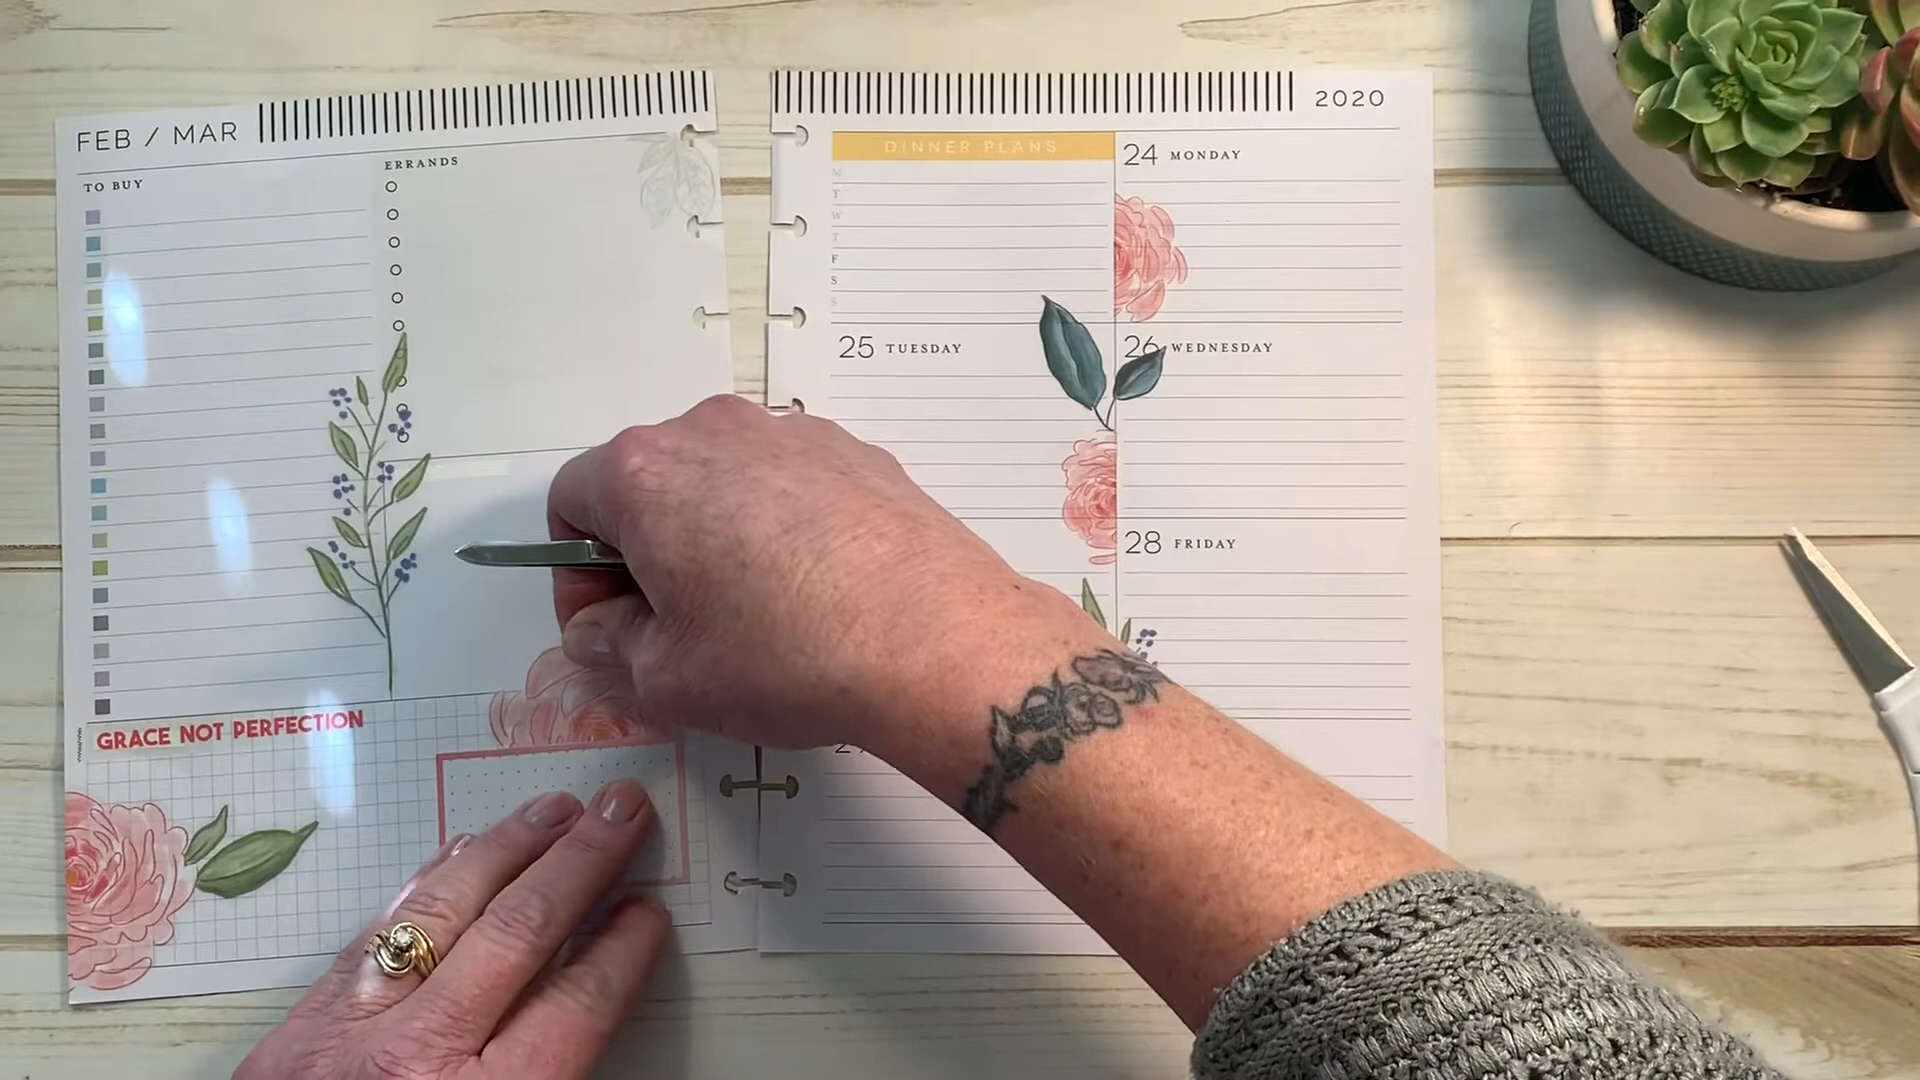 FEB / MAR
TO BUY
ERRANDS
GRACE NOT PERFECTION
2020
DINNER PLANS
M
T
W
T
F
S
S
24 MONDAY
25 TUESDAY
26 WEDNESDAY
28 FRIDAY